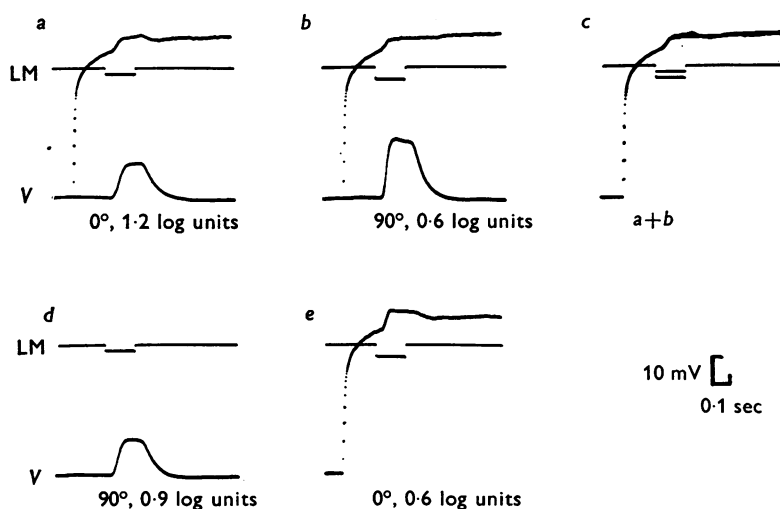 a
b
c
LM
V
0°, 1·2 log units
90°, 0·6 log units
a+b
d
e
LM
V
90°, 0·9 log units
0°, 0·6 log units
10 mV
0·1 sec